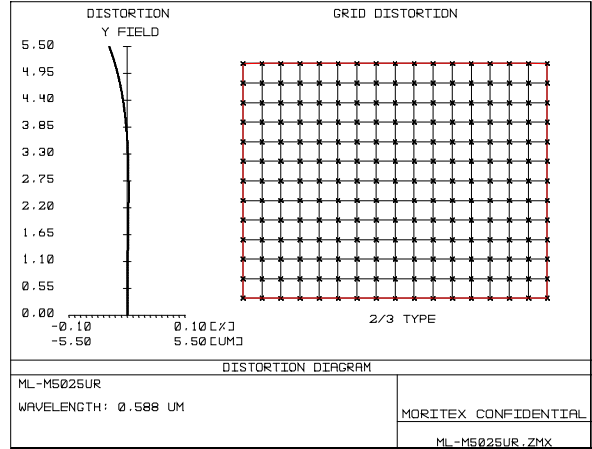 DISTORTION
Y FIELD
5.50
4.95
4.40
3.85
3.30
2.75
2.20
1.65
1.10
0.55
0.00
-0.10 0.10[%]
-5.50 5.50[UM]
GRID DISTORTION
2/3 TYPE
DISTORTION DIAGRAM
ML-M5025UR
WAVELENGTH: 0.588 UM
MORITEX CONFIDENTIAL
ML-M5025UR.ZMX